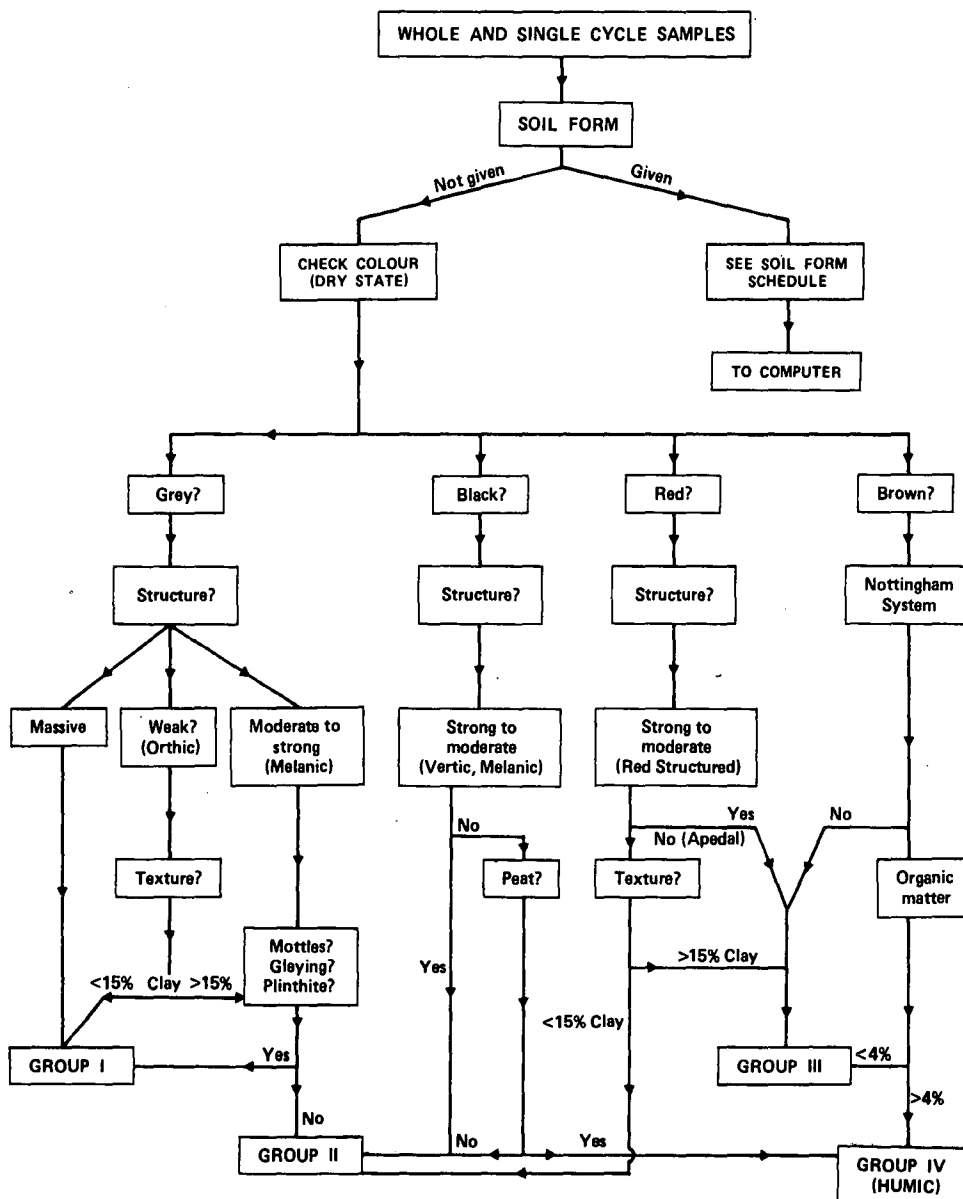 WHOLE AND SINGLE CYCLE SAMPLES
SOIL FORM
Not given
Given
CHECK COLOUR
(DRY STATE)
SEE SOIL FORM
SCHEDULE
TO COMPUTER
Grey?
Black?
Red?
Brown?
Structure?
Structure?
Structure?
Nottingham
System
Massive
Weak?
(Orthic)
Moderate to
strong
(Melanic)
Strong to
moderate
(Vertic, Melanic)
Strong to
moderate
(Red Structured)
No
Yes
No (Apedal)
No
Texture?
Peat?
Texture?
Organic
matter
Mottles?
Gleying?
Plinthite?
<15% Clay >15%
Yes
>15% Clay
<15% Clay
GROUP I
Yes
GROUP III
<4%
>4%
No
GROUP II
No
Yes
GROUP IV
(HUMIC)